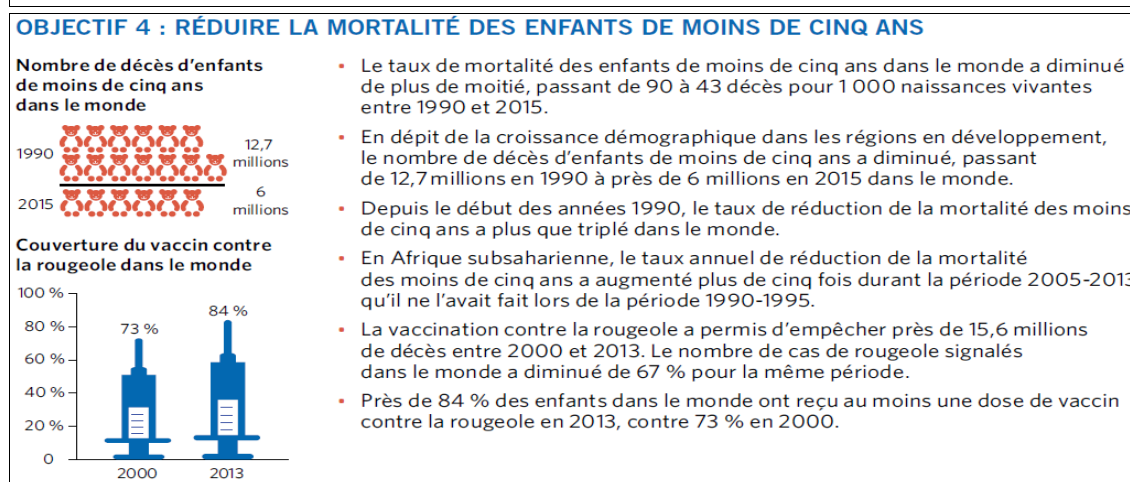 OBJECTIF 4 : RÉDUIRE LA MORTALITÉ DES ENFANTS DE MOINS DE CINQ ANS
Nombre de décès d'enfants
de moins de cinq ans
dans le monde
1990
12,7
millions
2015
6
millions
Couverture du vaccin contre
la rougeole dans le monde
100 %
80 %
60 %
40 %
20 %
0
73 %
84 %
2000
2013
• Le taux de mortalité des enfants de moins de cinq ans dans le monde a diminué
de plus de moitié, passant de 90 à 43 décès pour 1 000 naissances vivantes
entre 1990 et 2015.
• En dépit de la croissance démographique dans les régions en développement,
le nombre de décès d'enfants de moins de cinq ans a diminué, passant
de 12,7 millions en 1990 à près de 6 millions en 2015 dans le monde.
• Depuis le début des années 1990, le taux de réduction de la mortalité des moins
de cinq ans a plus que triplé dans le monde.
• En Afrique subsaharienne, le taux annuel de réduction de la mortalité
des moins de cinq ans a augmenté plus de cinq fois durant la période 2005-2013
qu'il ne l'avait fait lors de la période 1990-1995.
• La vaccination contre la rougeole a permis d'empêcher près de 15,6 millions
de décès entre 2000 et 2013. Le nombre de cas de rougeole signalés
dans le monde a diminué de 67 % pour la même période.
• Près de 84 % des enfants dans le monde ont reçu au moins une dose de vaccin
contre la rougeole en 2013, contre 73 % en 2000.